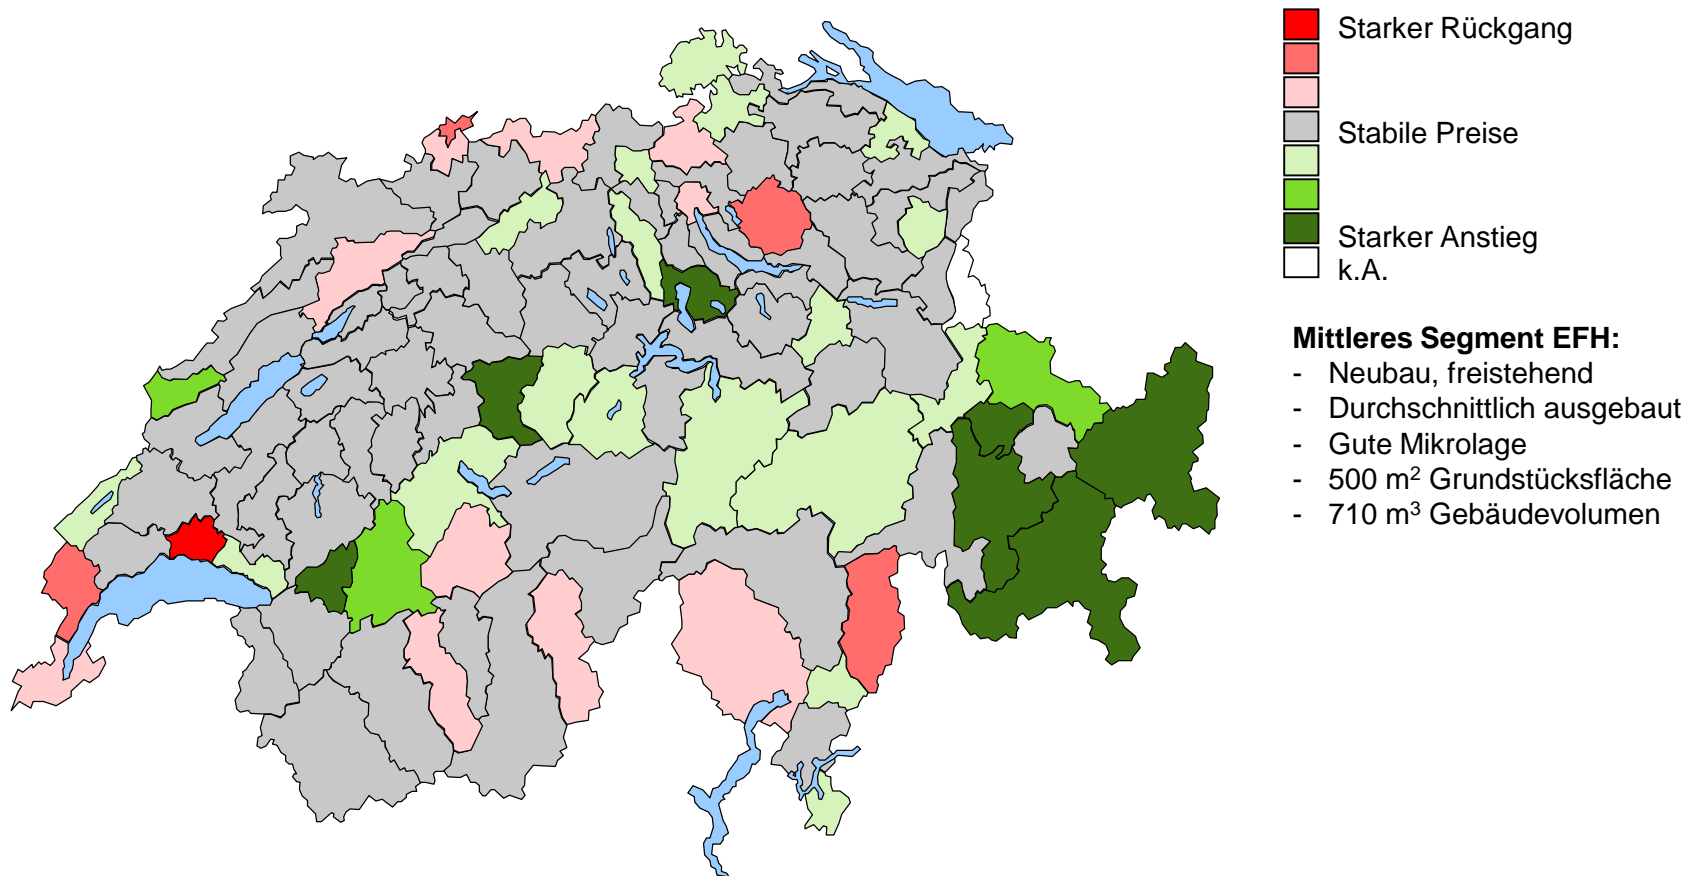 Starker Rückgang
Stabile Preise
Starker Anstieg
k.A.
Mittleres Segment EFH:
- Neubau, freistehend
- Durchschnittlich ausgebaut
- Gute Mikrolage
- 500 m² Grundstücksfläche
- 710 m³ Gebäudevolumen